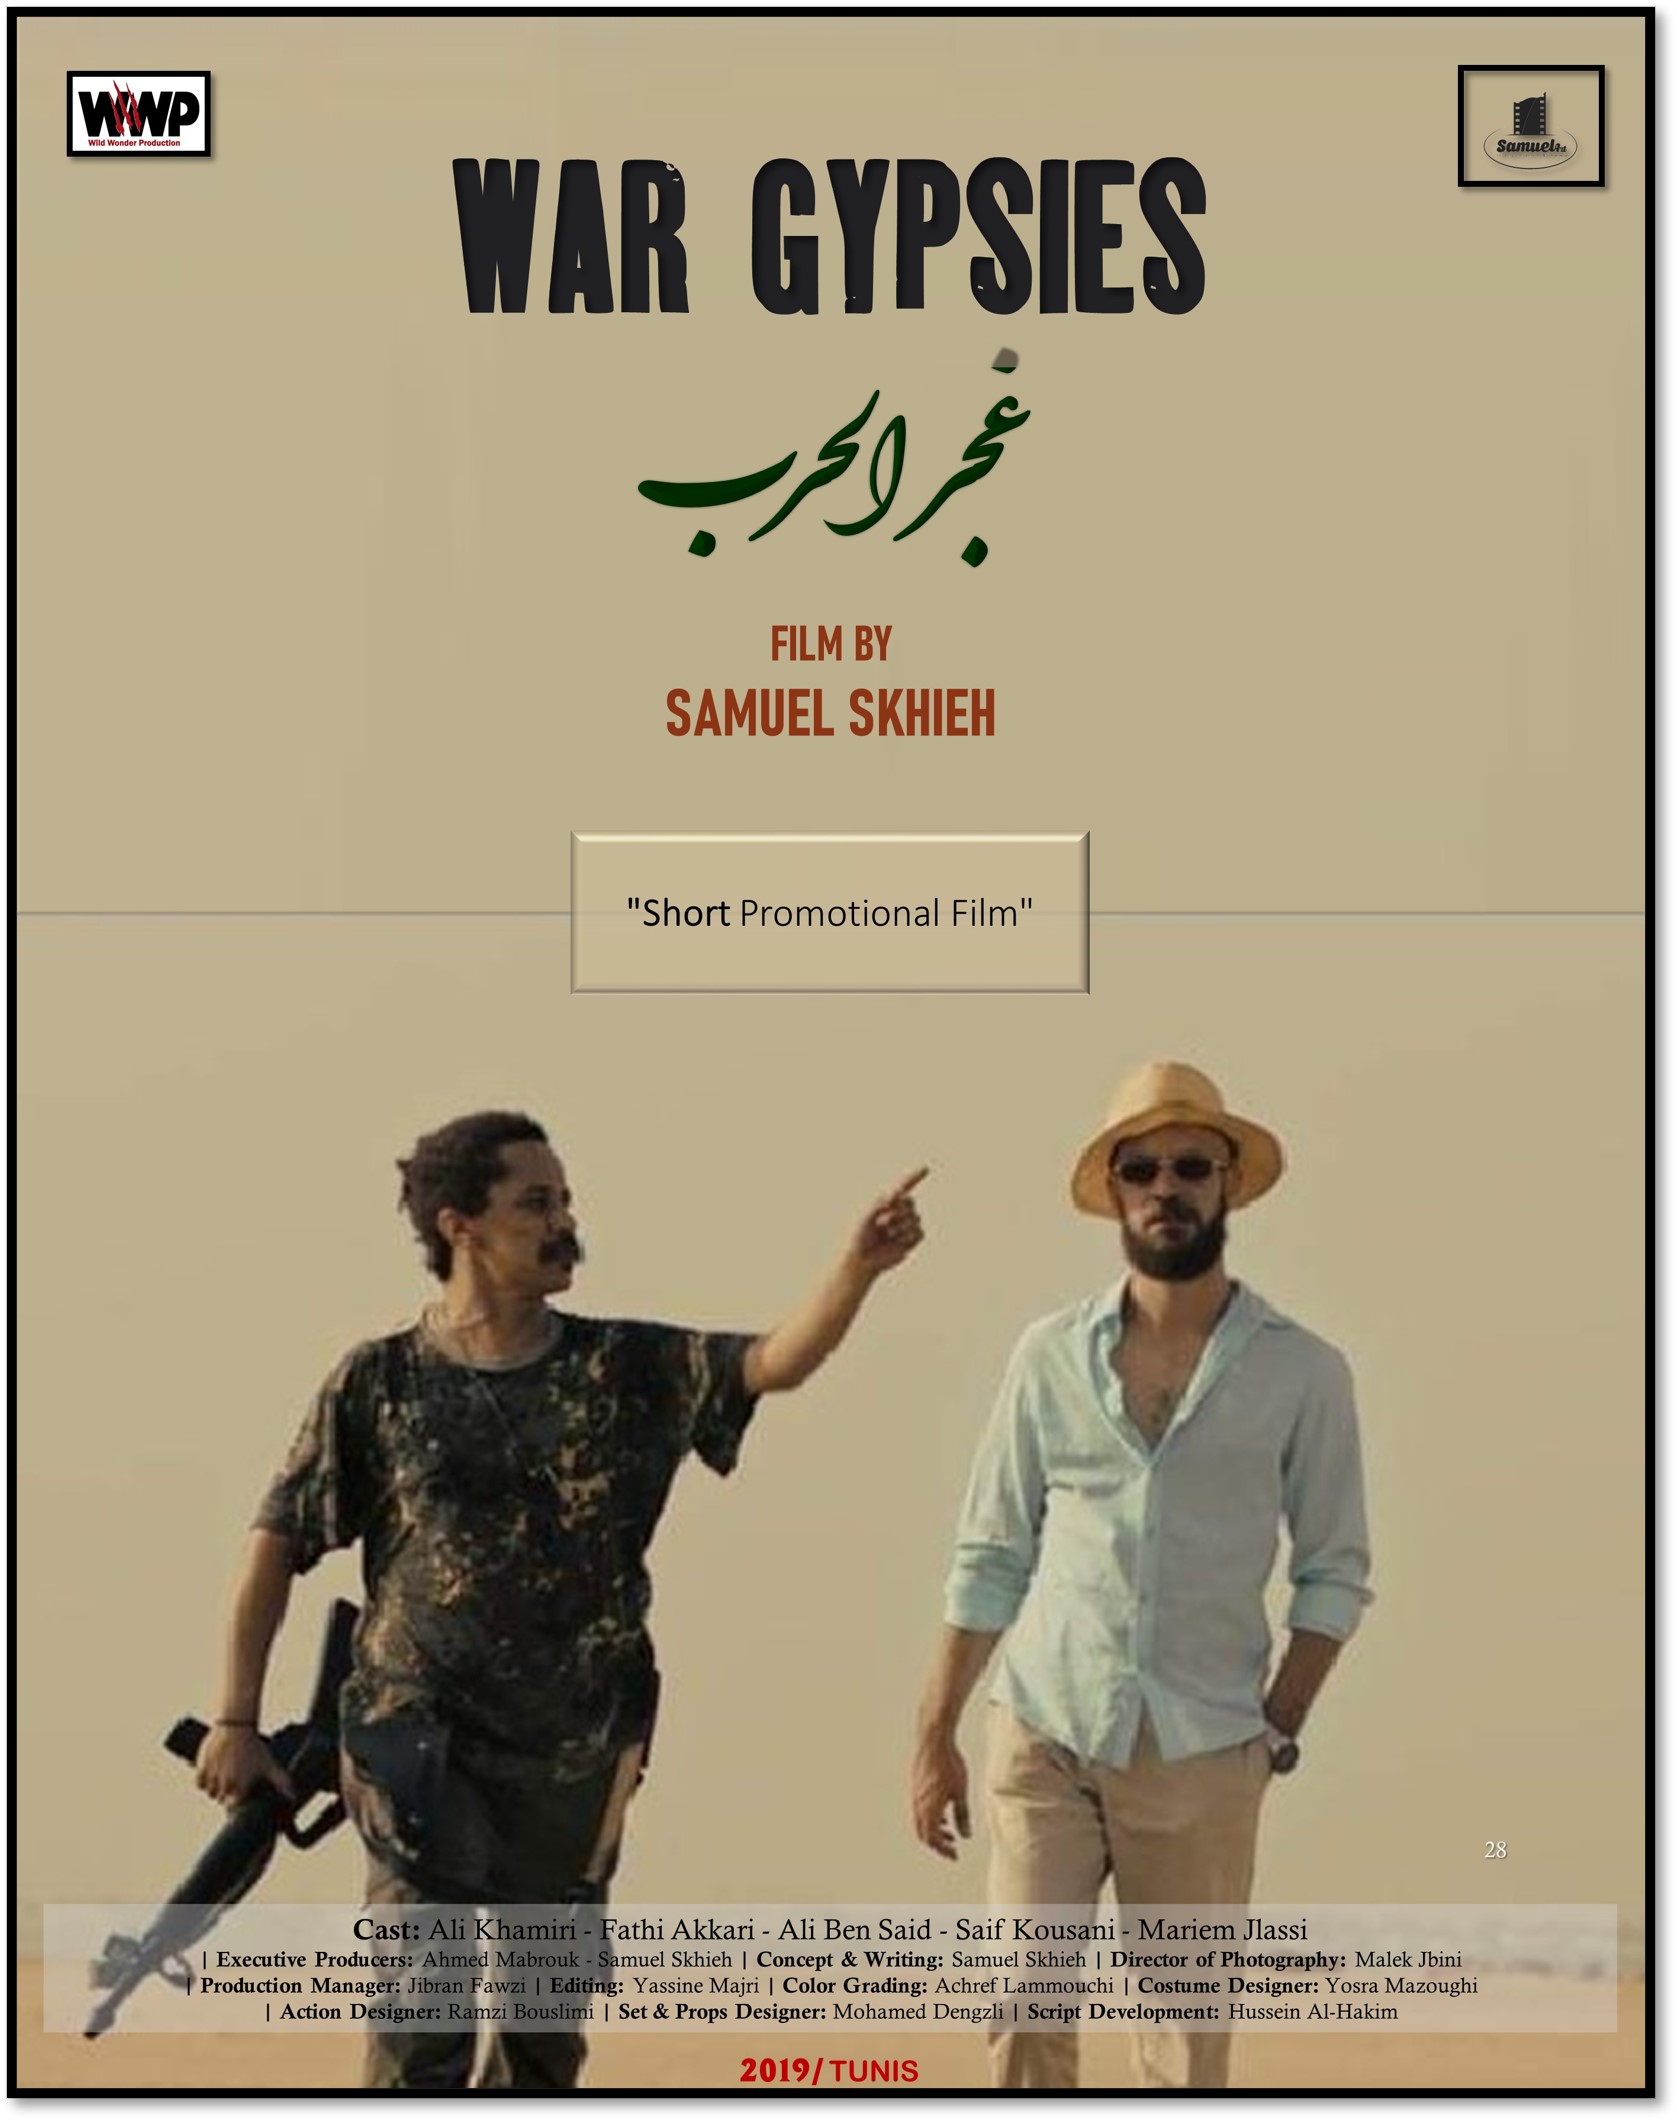 WWP
Wild Wonder Production
SamuelArt
WAR GYPSIES
غجر الحرب
FILM BY
SAMUEL SKHIEH
"Short Promotional Film"
28
Cast: Ali Khamiri - Fathi Akkari - Ali Ben Said - Saif Kousani - Mariem Jlassi
| Executive Producers: Ahmed Mabrouk - Samuel Skhieh | Concept & Writing: Samuel Skhieh | Director of Photography: Malek Jbini
| Production Manager: Jibran Fawzi | Editing: Yassine Majri | Color Grading: Achref Lammouchi | Costume Designer: Yosra Mazoughi
| Action Designer: Ramzi Bouslimi | Set & Props Designer: Mohamed Dengzli | Script Development: Hussein Al-Hakim
2019/ TUNIS